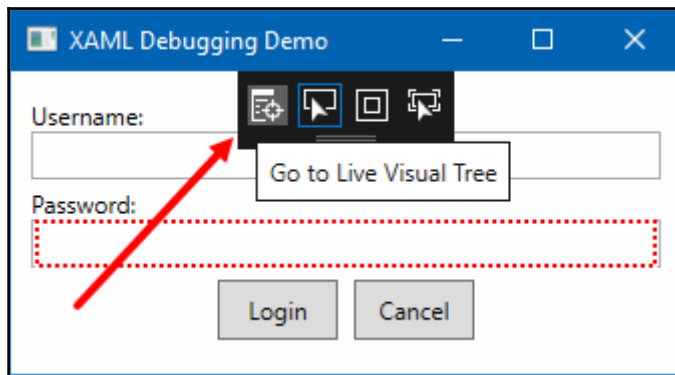 XAML Debugging Demo
Username:
Go to Live Visual Tree
Password:
Login
Cancel